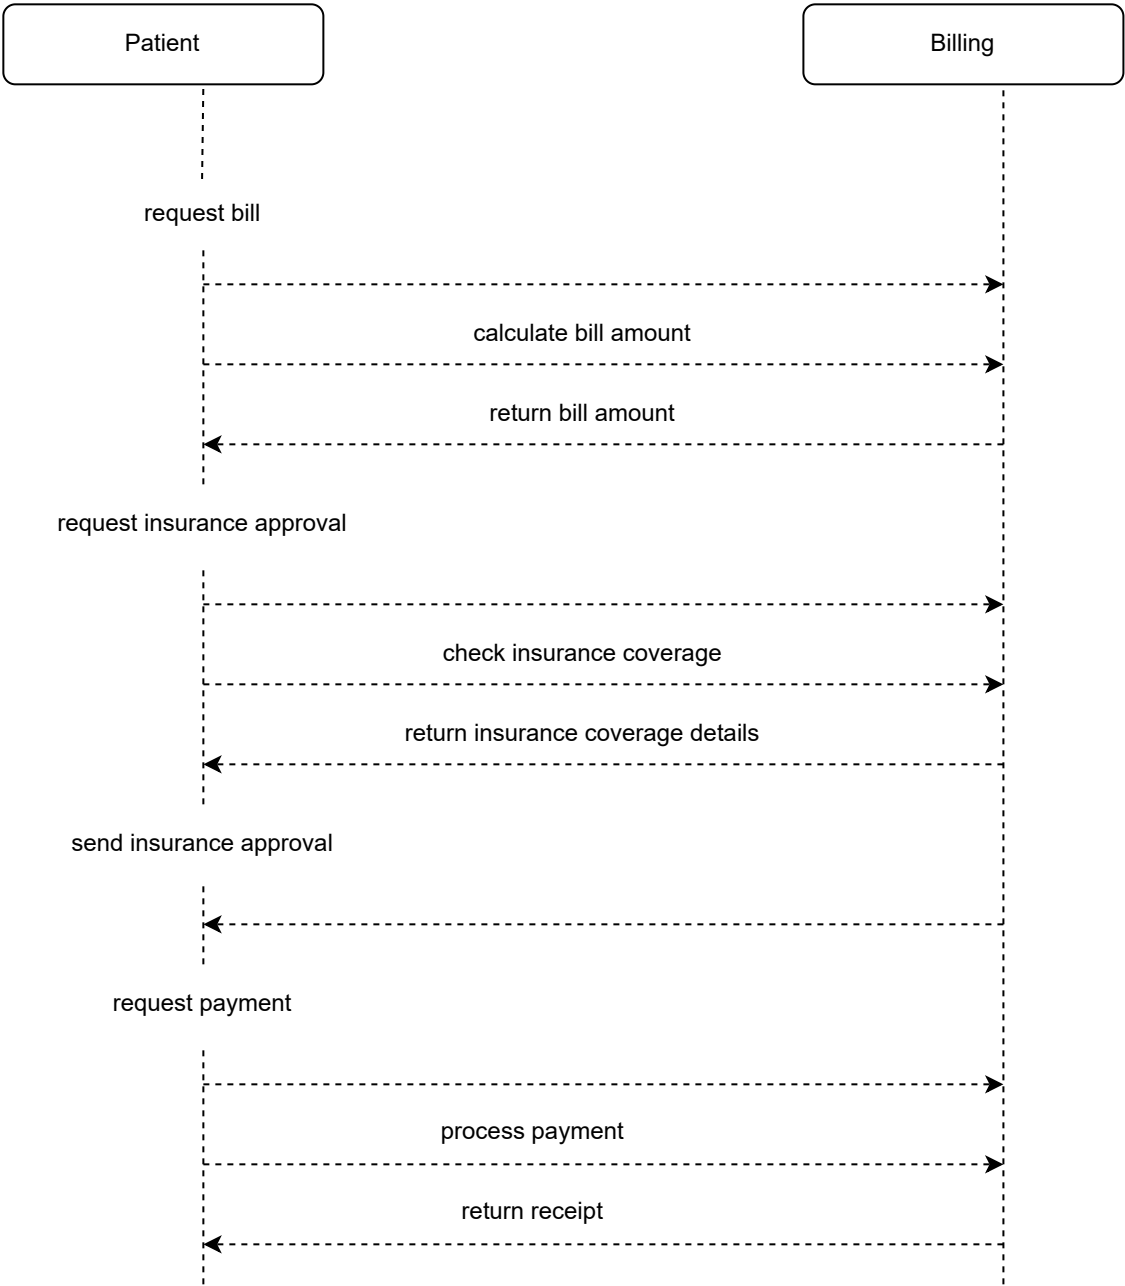 Patient
Billing
request bill
calculate bill amount
return bill amount
request insurance approval
check insurance coverage
return insurance coverage details
send insurance approval
request payment
process payment
return receipt